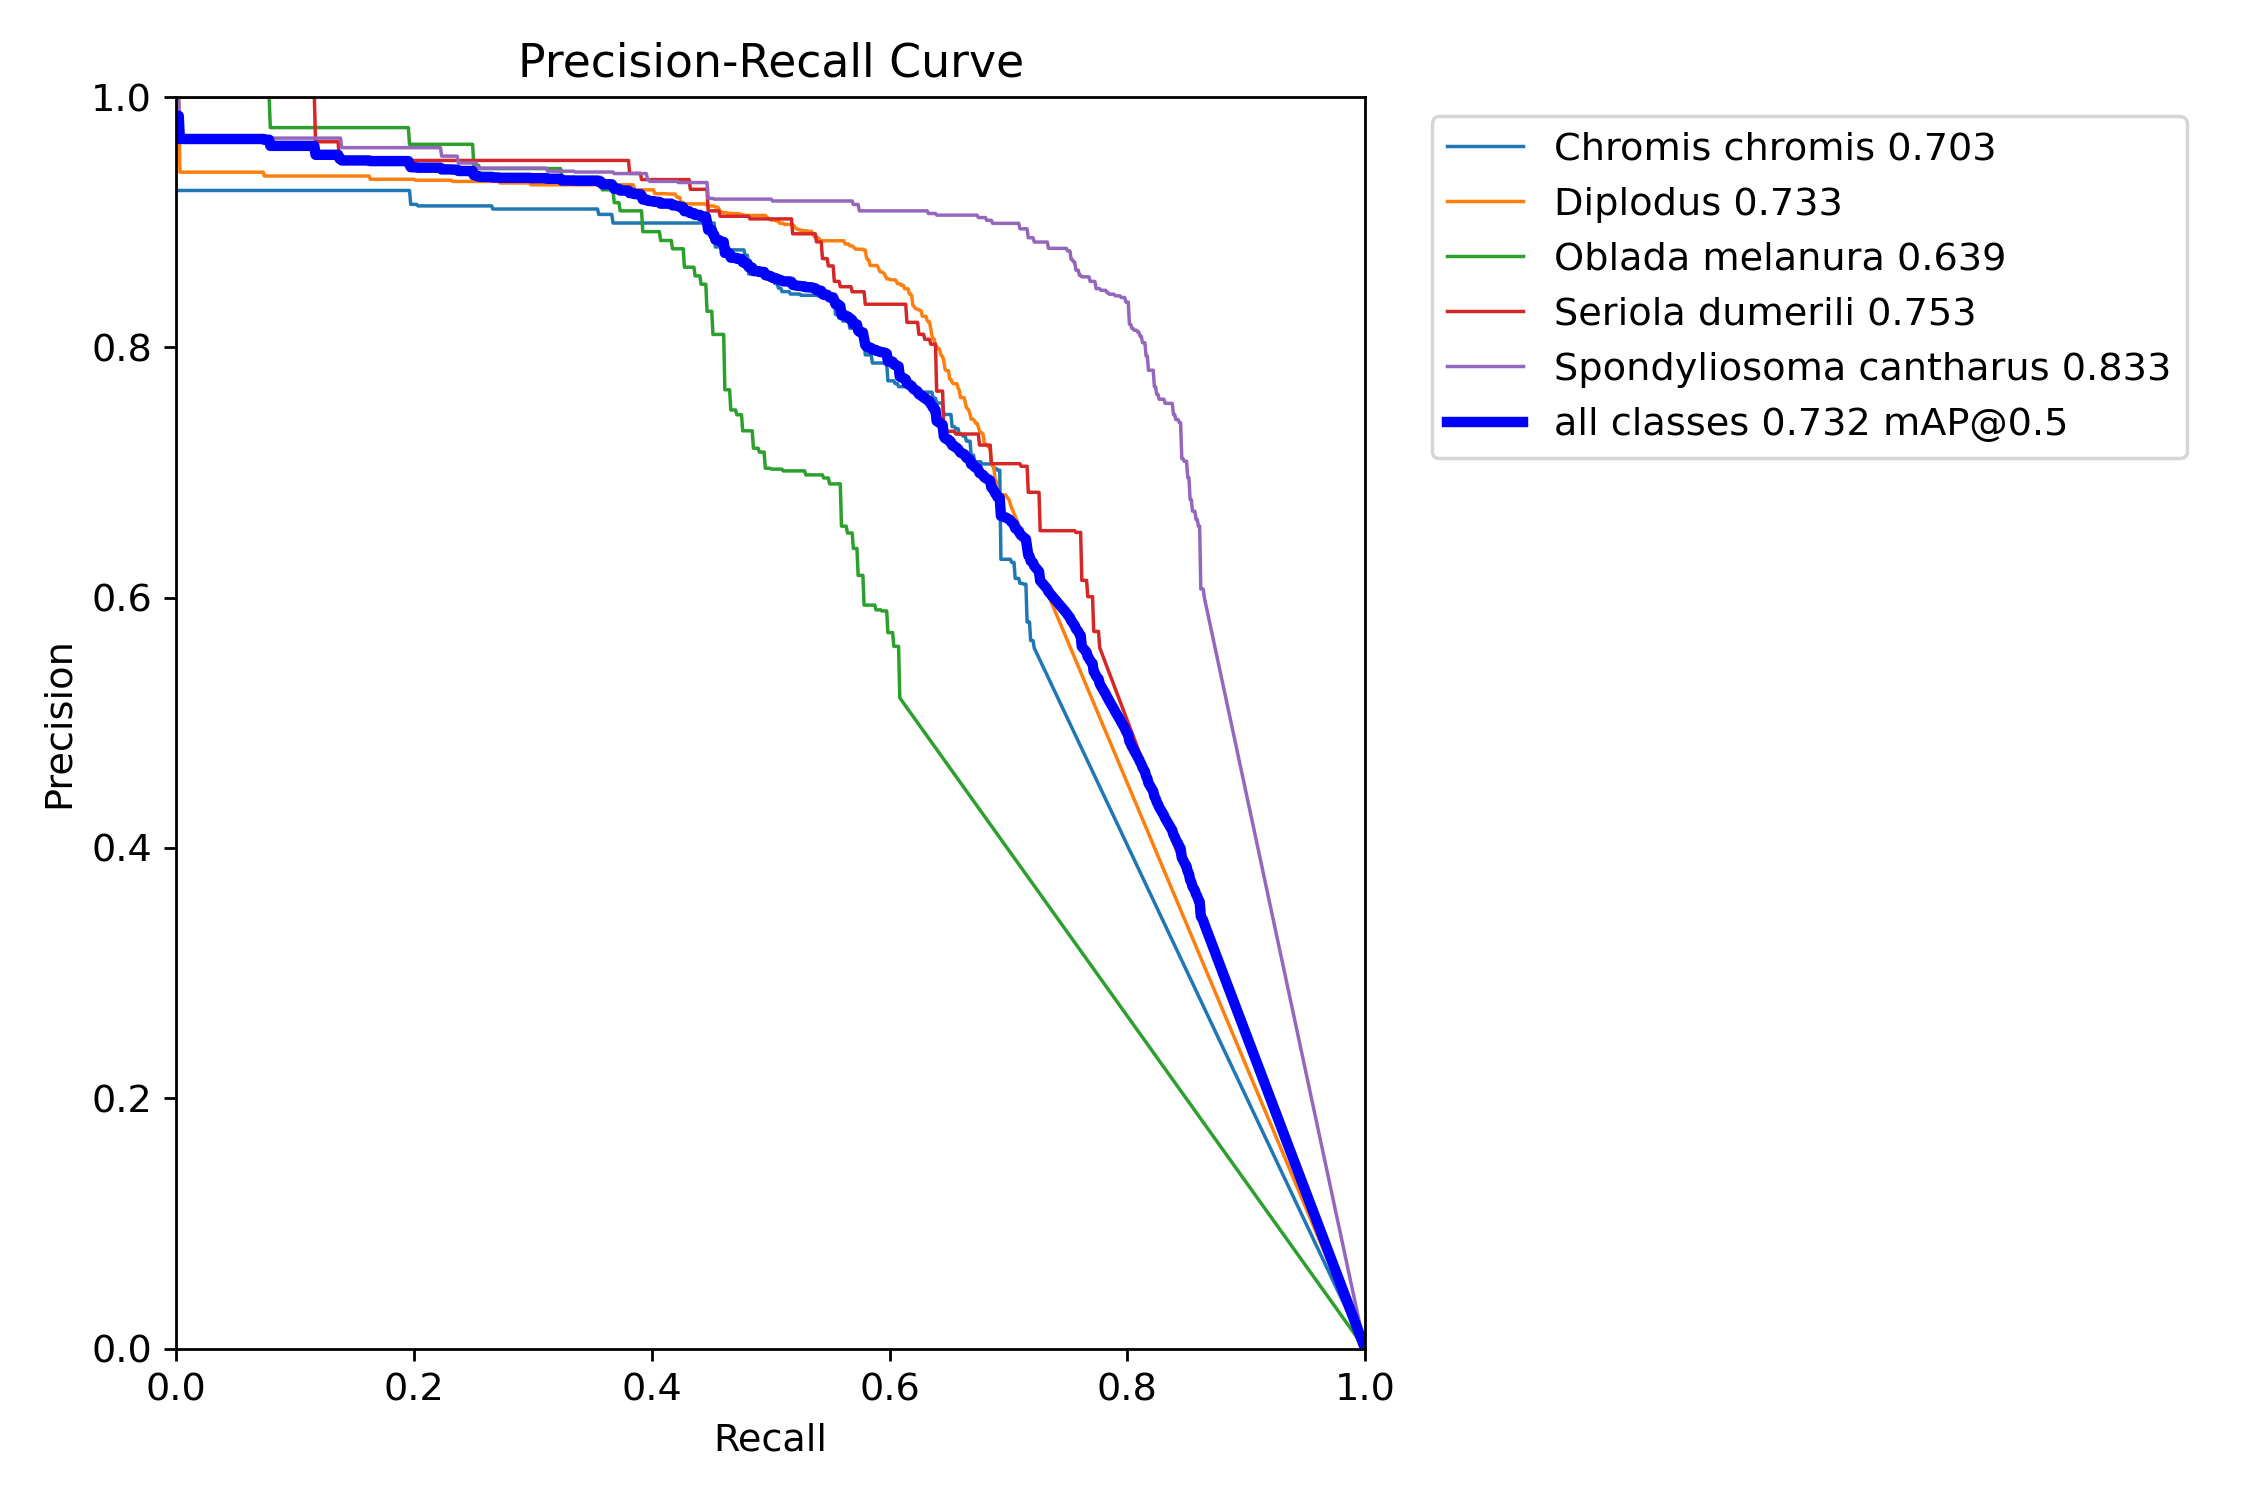 Precision-Recall Curve
1.0
0.8
0.6
0.4
0.2
0.0
Precision
0.0 0.2 0.4 0.6 0.8 1.0
Recall
Chromis chromis 0.703
Diplodus 0.733
Oblada melanura 0.639
Seriola dumerili 0.753
Spondyliosoma cantharus 0.833
all classes 0.732 mAP@0.5